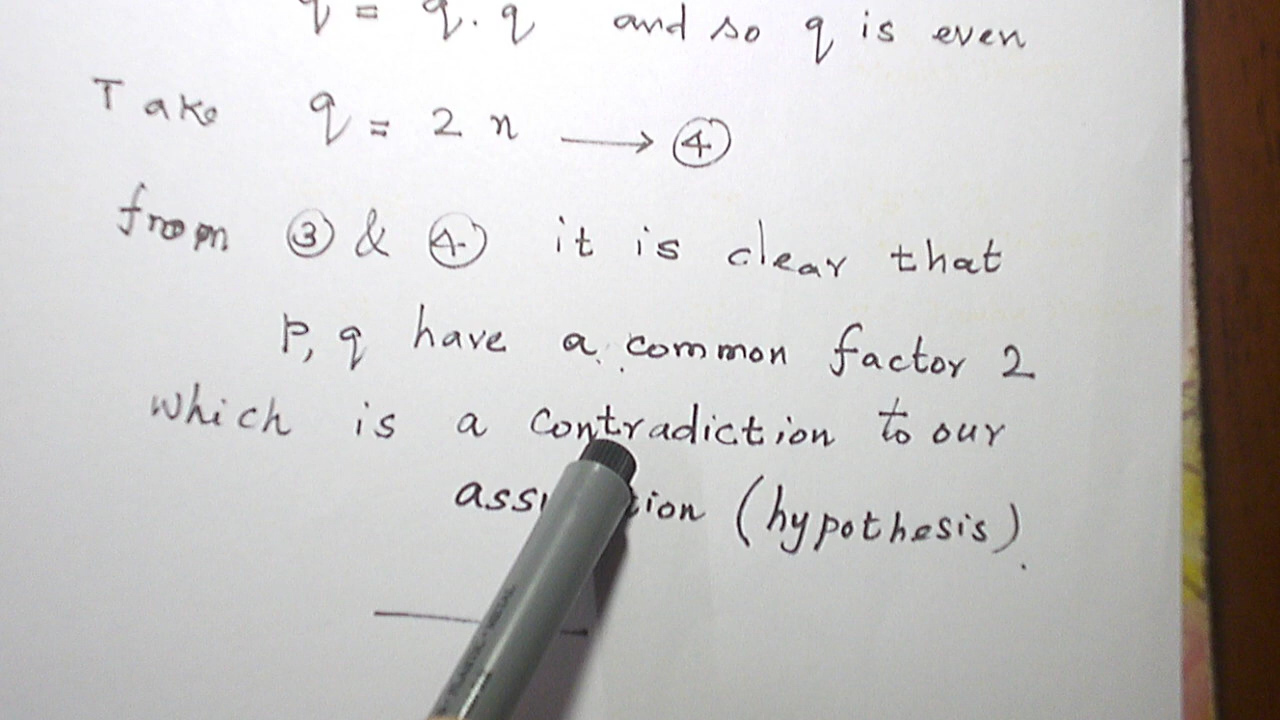 q = q . q and so q is even
Take q = 2 n ⟶ ④
from ③ & ④ it is clear that
P, q have a common factor 2
which is a contradiction to our
(hypothesis).